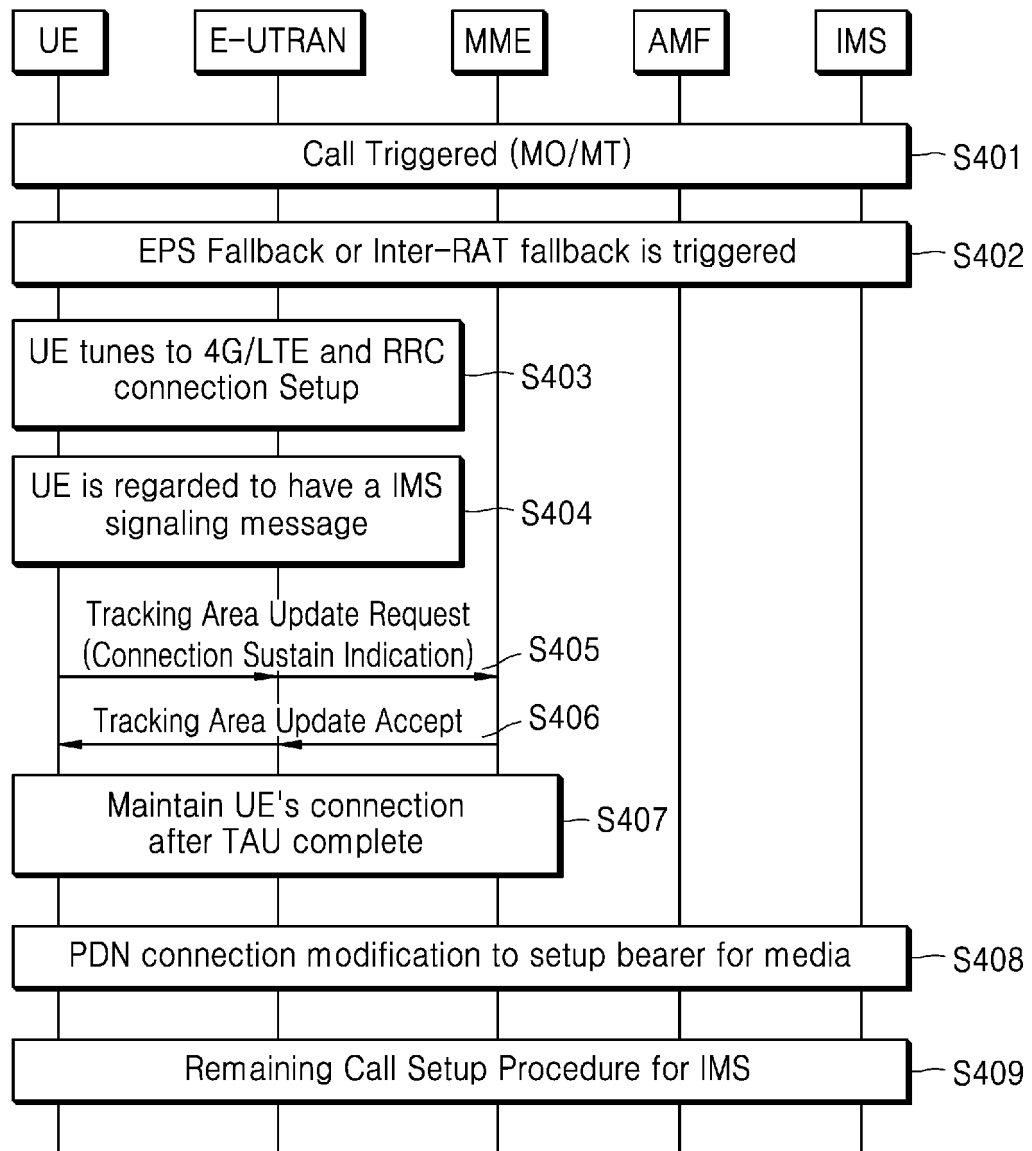 UE
E-UTRAN
MME
AMF
IMS
Call Triggered (MO/MT)
S401
EPS Fallback or Inter-RAT fallback is triggered
S402
UE tunes to 4G/LTE and RRC
connection Setup
S403
UE is regarded to have a IMS
signaling message
S404
Tracking Area Update Request
(Connection Sustain Indication)
S405
Tracking Area Update Accept
S406
Maintain UE's connection
after TAU complete
S407
PDN connection modification to setup bearer for media
S408
Remaining Call Setup Procedure for IMS
S409